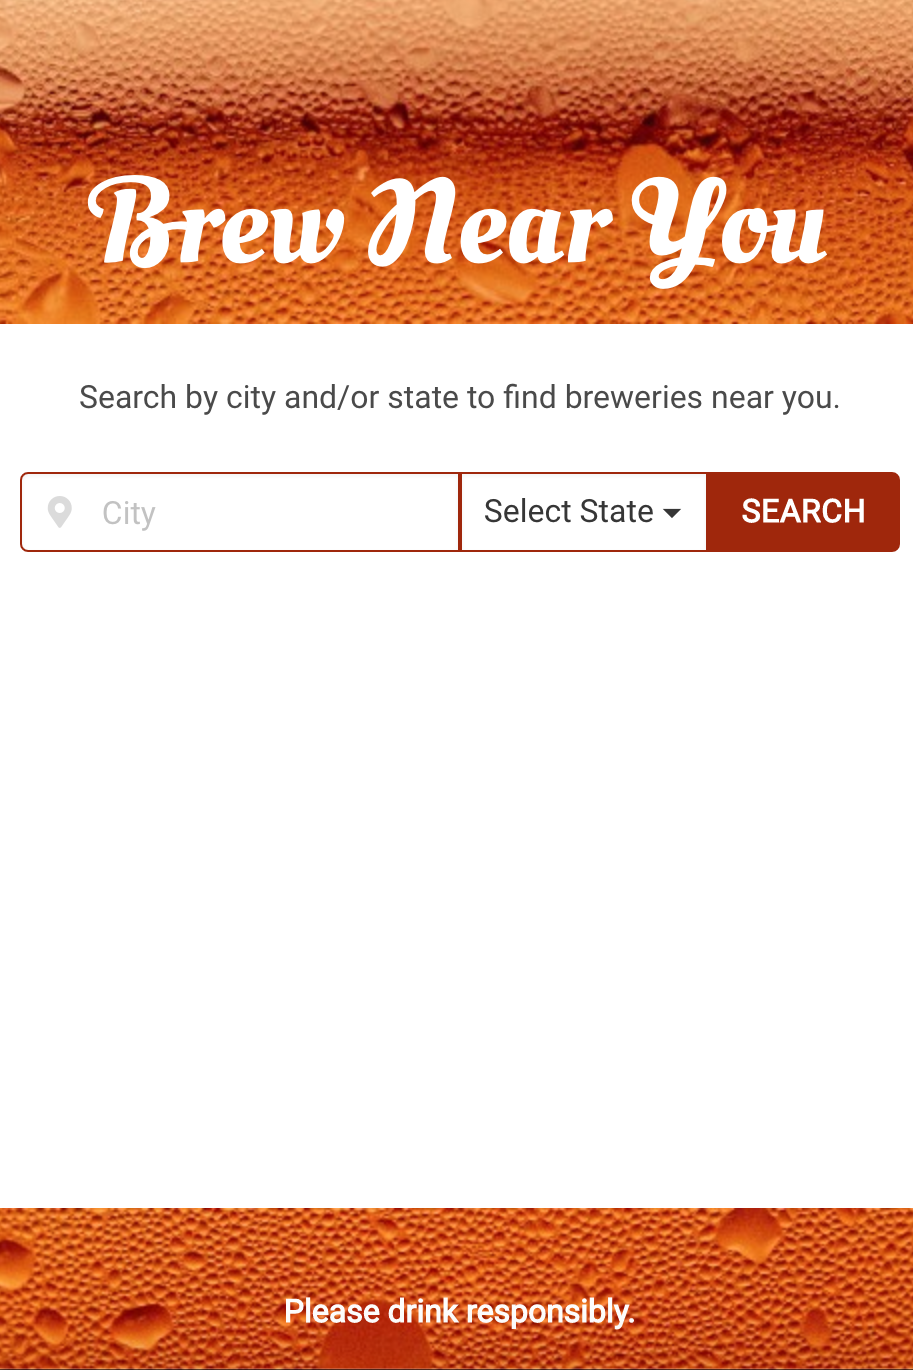 Brew Near You
Search by city and/or state to find breweries near you.
City
Select State
SEARCH
Please drink responsibly.